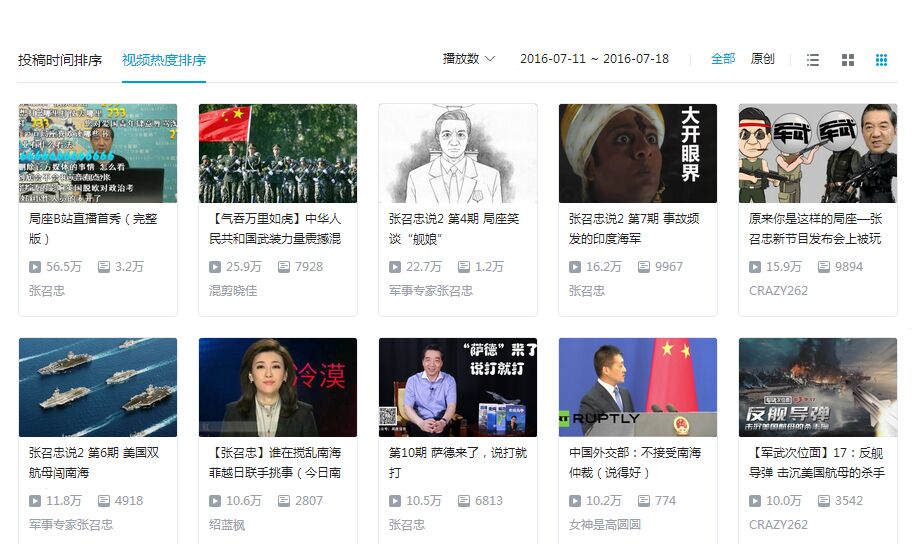 投稿时间排序
视频热度排序
播放数
2016-07-11 ~ 2016-07-18
全部
原创
233
233
局座B站直播首秀（完整
版）
56.5万
3.2万
张召忠
【气吞万里如虎】中华人
民共和国武装力量震撼混
25.9万
7928
混剪晓佳
张召忠说2 第4期 局座笑
谈“舰娘”
22.7万
1.2万
军事专家张召忠
大开眼界
张召忠说2 第7期 事故频
发的印度海军
16.2万
9967
张召忠
军武
军武
原来你是这样的局座—张
召忠新节目发布会上被玩
15.9万
9894
CRAZY262
张召忠说2 第6期 美国双
航母闯南海
11.8万
4918
军事专家张召忠
冷漠
【张召忠】谁在搅乱南海
菲越日联手挑事（今日南
10.6万
2807
绍蓝枫
“萨德”来了
说打就打
第10期 萨德来了，说打就
打
10.5万
6813
张召忠
RT RUPTLY
中国外交部：不接受南海
仲裁（说得好）
10.2万
774
女神是高圆圆
反舰导弹
击沉美国航母的杀手锏
【军武次位面】17：反舰
导弹 击沉美国航母的杀手
10.0万
3542
CRAZY262